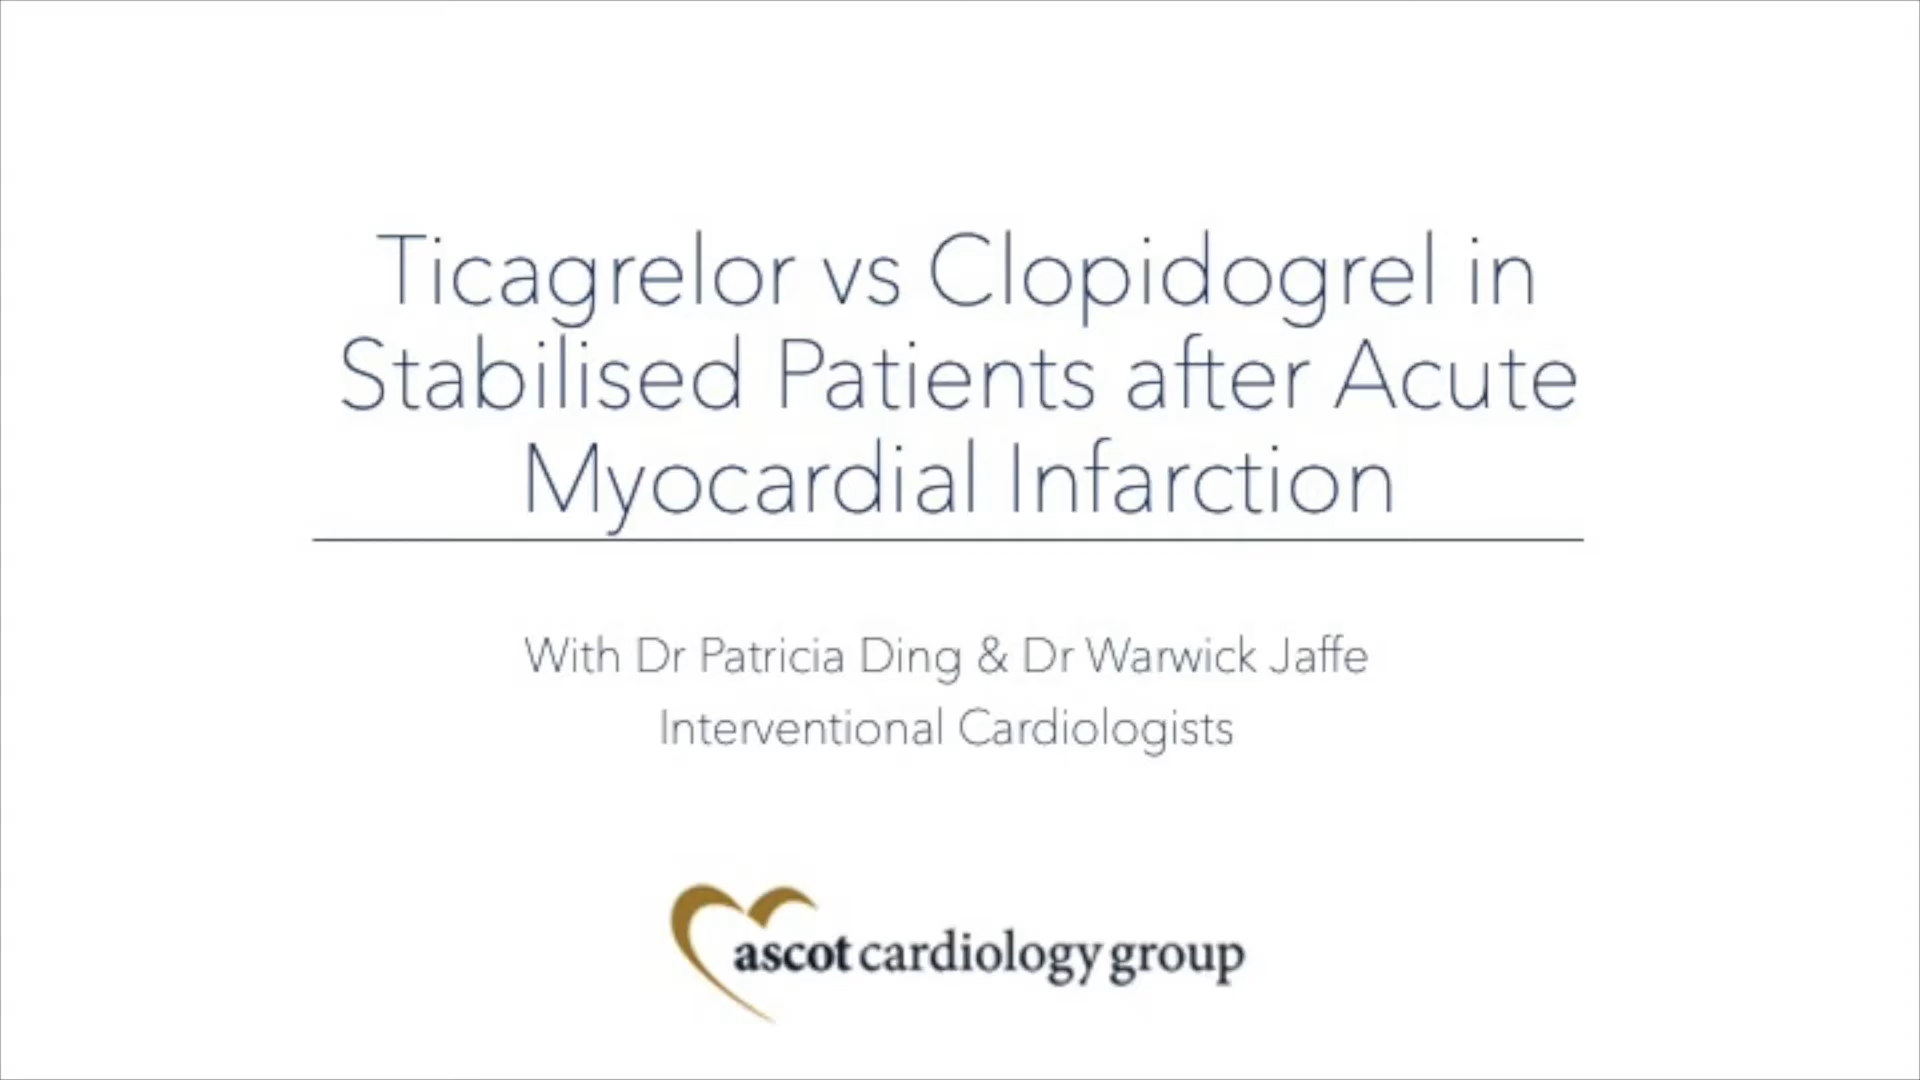 Ticagrelor vs Clopidogrel in
Stabilised Patients after Acute
Myocardial Infarction
With Dr Patricia Ding & Dr Warwick Jaffe
Interventional Cardiologists
ascot cardiology group